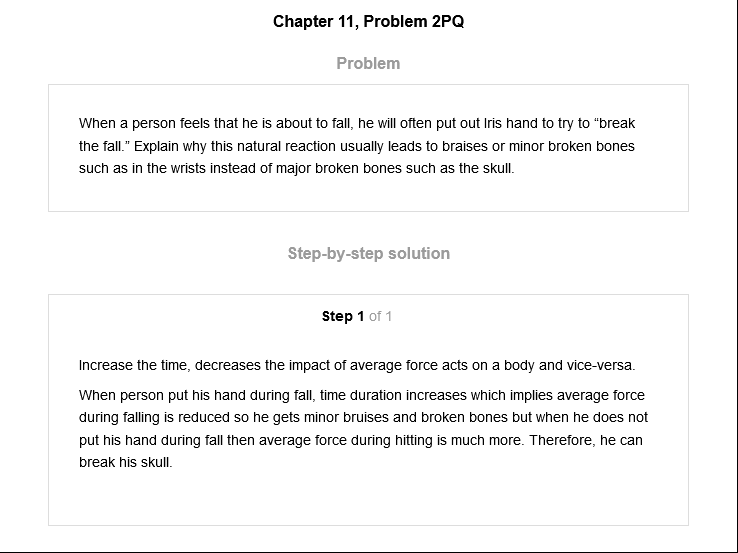 Chapter 11, Problem 2PQ
Problem
When a person feels that he is about to fall, he will often put out Iris hand to try to “break
the fall.” Explain why this natural reaction usually leads to braises or minor broken bones
such as in the wrists instead of major broken bones such as the skull.
Step-by-step solution
Step 1 of 1
Increase the time, decreases the impact of average force acts on a body and vice-versa.
When person put his hand during fall, time duration increases which implies average force
during falling is reduced so he gets minor bruises and broken bones but when he does not
put his hand during fall then average force during hitting is much more. Therefore, he can
break his skull.